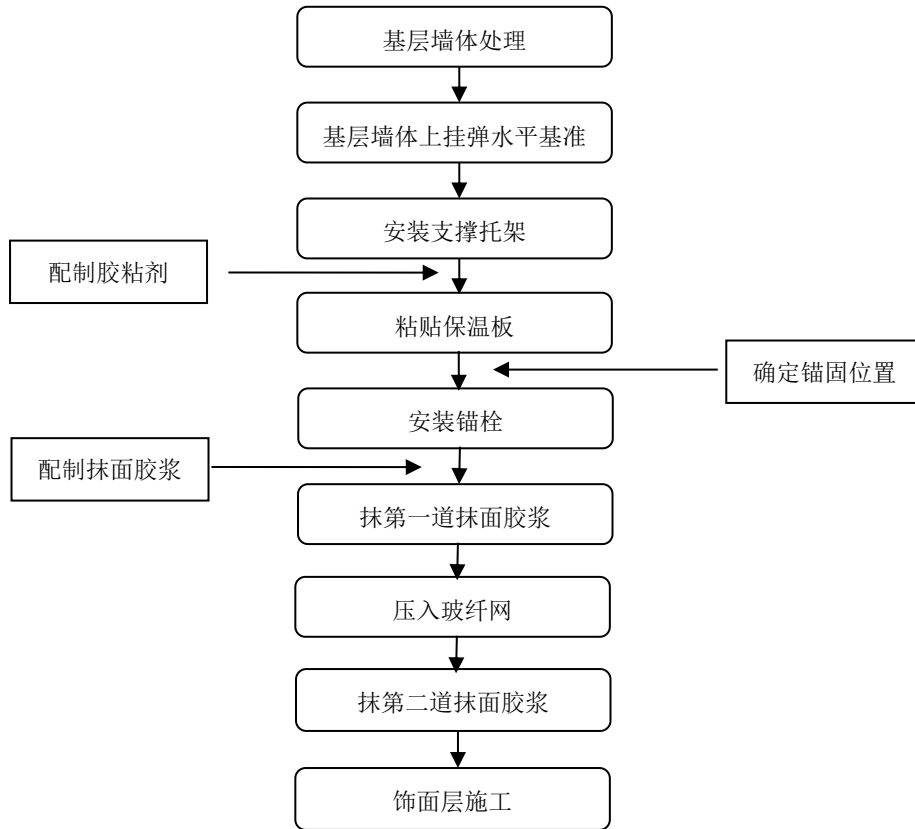 基层墙体处理
基层墙体上挂弹水平基准
安装支撑托架
配制胶粘剂
粘贴保温板
确定锚固位置
安装锚栓
配制抹面胶浆
抹第一道抹面胶浆
压入玻纤网
抹第二道抹面胶浆
饰面层施工